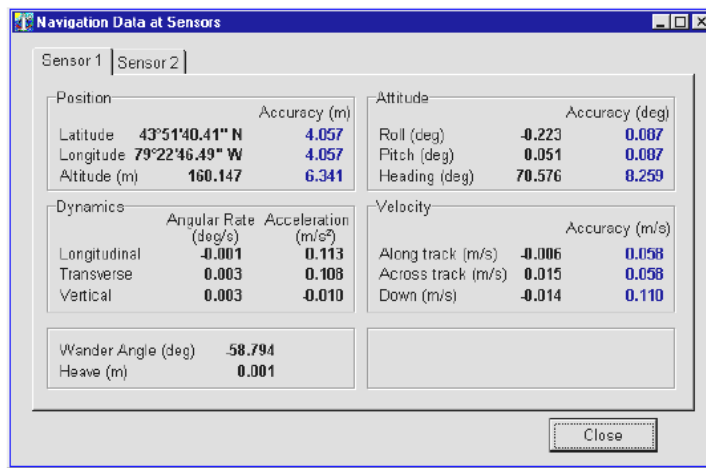 Navigation Data at Sensors
Sensor 1 Sensor 2
Position
Accuracy (m)
Latitude 43°51'40.41" N 4.057
Longitude 79°22'46.49" W 4.057
Altitude (m) 160.147 6.341
Attitude
Accuracy (deg)
Roll (deg) -0.223 0.087
Pitch (deg) 0.051 0.087
Heading (deg) 70.576 8.259
Dynamics
Angular Rate Acceleration
(deg/s) (m/s²)
Longitudinal -0.001 0.113
Transverse 0.003 0.108
Vertical 0.003 -0.010
Velocity
Accuracy (m/s)
Along track (m/s) -0.006 0.058
Across track (m/s) 0.015 0.058
Down (m/s) -0.014 0.110
Wander Angle (deg) -58.794
Heave (m) 0.001
Close